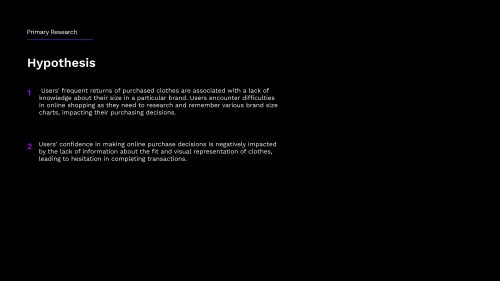 Primary Research
Hypothesis
1 Users' frequent returns of purchased clothes are associated with a lack of
knowledge about their size in a particular brand. Users encounter difficulties
in online shopping as they need to research and remember various brand size
charts, impacting their purchasing decisions.
2 Users' confidence in making online purchase decisions is negatively impacted
by the lack of information about the fit and visual representation of clothes,
leading to hesitation in completing transactions.